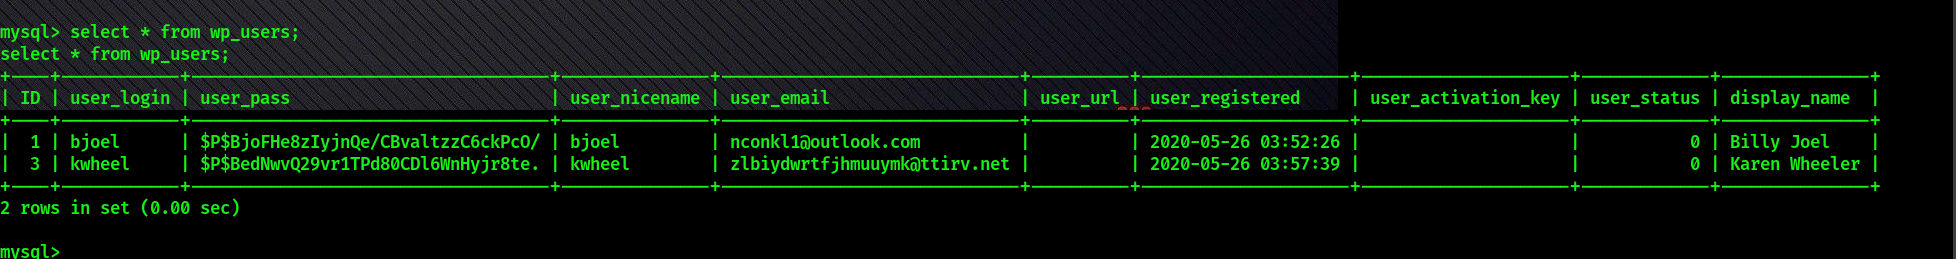 mysql> select * from wp_users;
select * from wp_users;
+----+------------+------------------------------------+---------------+------------------------------+----------+---------------------+---------------------+-------------+---------------+
| ID | user_login | user_pass                          | user_nicename | user_email                   | user_url | user_registered     | user_activation_key | user_status | display_name  |
+----+------------+------------------------------------+---------------+------------------------------+----------+---------------------+---------------------+-------------+---------------+
|  1 | bjoel      | $P$BjoFHe8zIyjnQe/CBvaltzzC6ckPcO/ | bjoel         | nconkl1@outlook.com          |          | 2020-05-26 03:52:26 |                     |           0 | Billy Joel    |
|  3 | kwheel     | $P$BedNwvQ29vr1TPd80CDl6WnHyjr8te. | kwheel        | zlbiydwrtfjhmuuymk@ttirv.net |          | 2020-05-26 03:57:39 |                     |           0 | Karen Wheeler |
+----+------------+------------------------------------+---------------+------------------------------+----------+---------------------+---------------------+-------------+---------------+
2 rows in set (0.00 sec)
mysql>